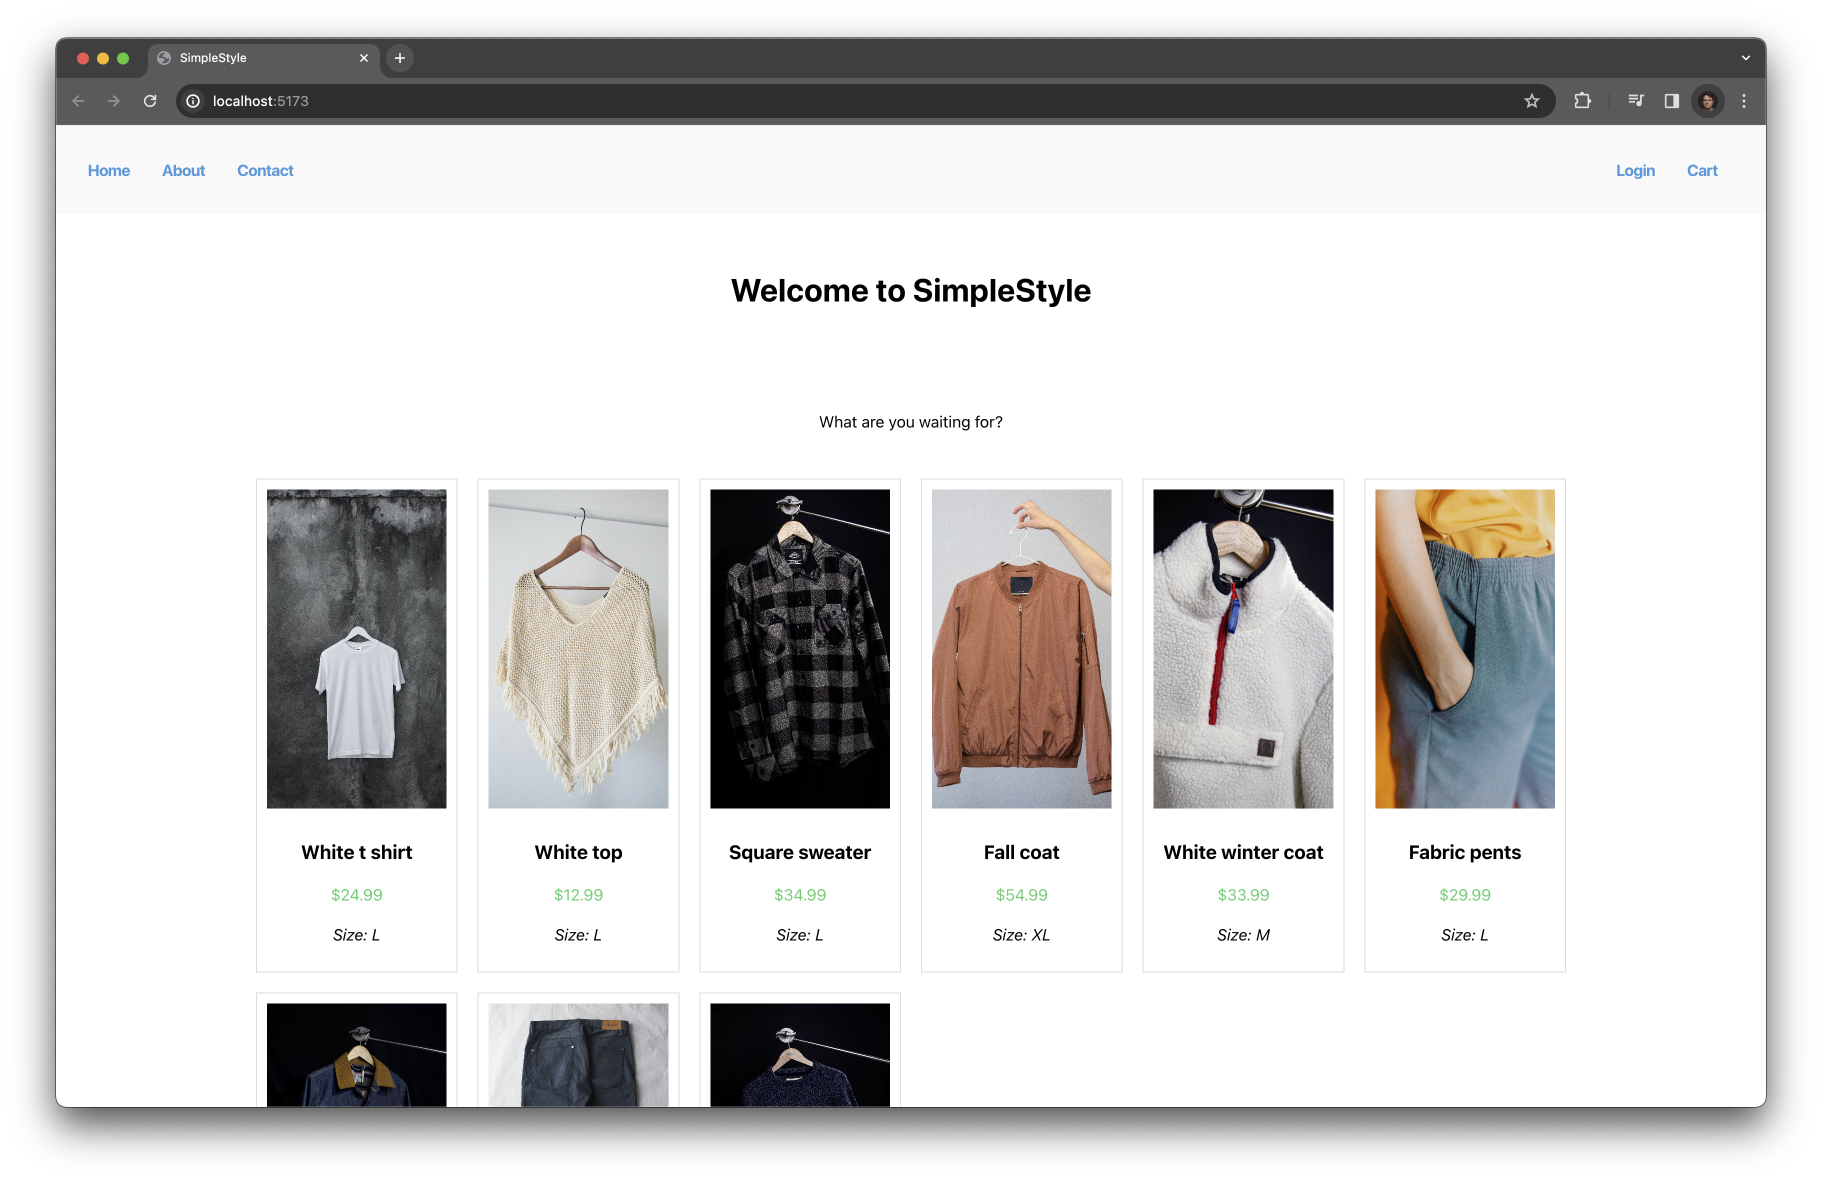 SimpleStyle
localhost:5173
Home About Contact Login Cart
Welcome to SimpleStyle
What are you waiting for?
White t shirt
$24.99
Size: L
White top
$12.99
Size: L
Square sweater
$34.99
Size: L
Fall coat
$54.99
Size: XL
White winter coat
$33.99
Size: M
Fabric pents
$29.99
Size: L